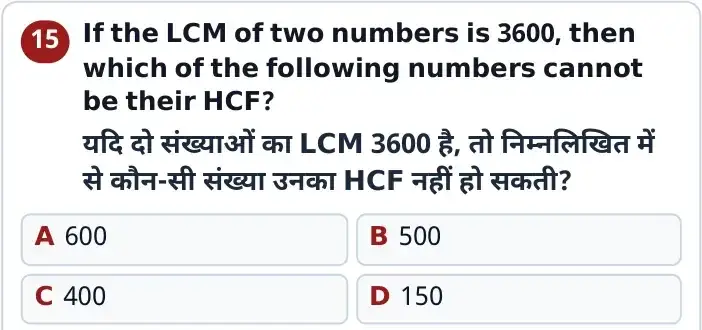 15 If the LCM of two numbers is 3600, then
which of the following numbers cannot
be their HCF?
यदि दो संख्याओं का LCM 3600 है, तो निम्नलिखित में
से कौन-सी संख्या उनका HCF नहीं हो सकती?
A 600 B 500
C 400 D 150